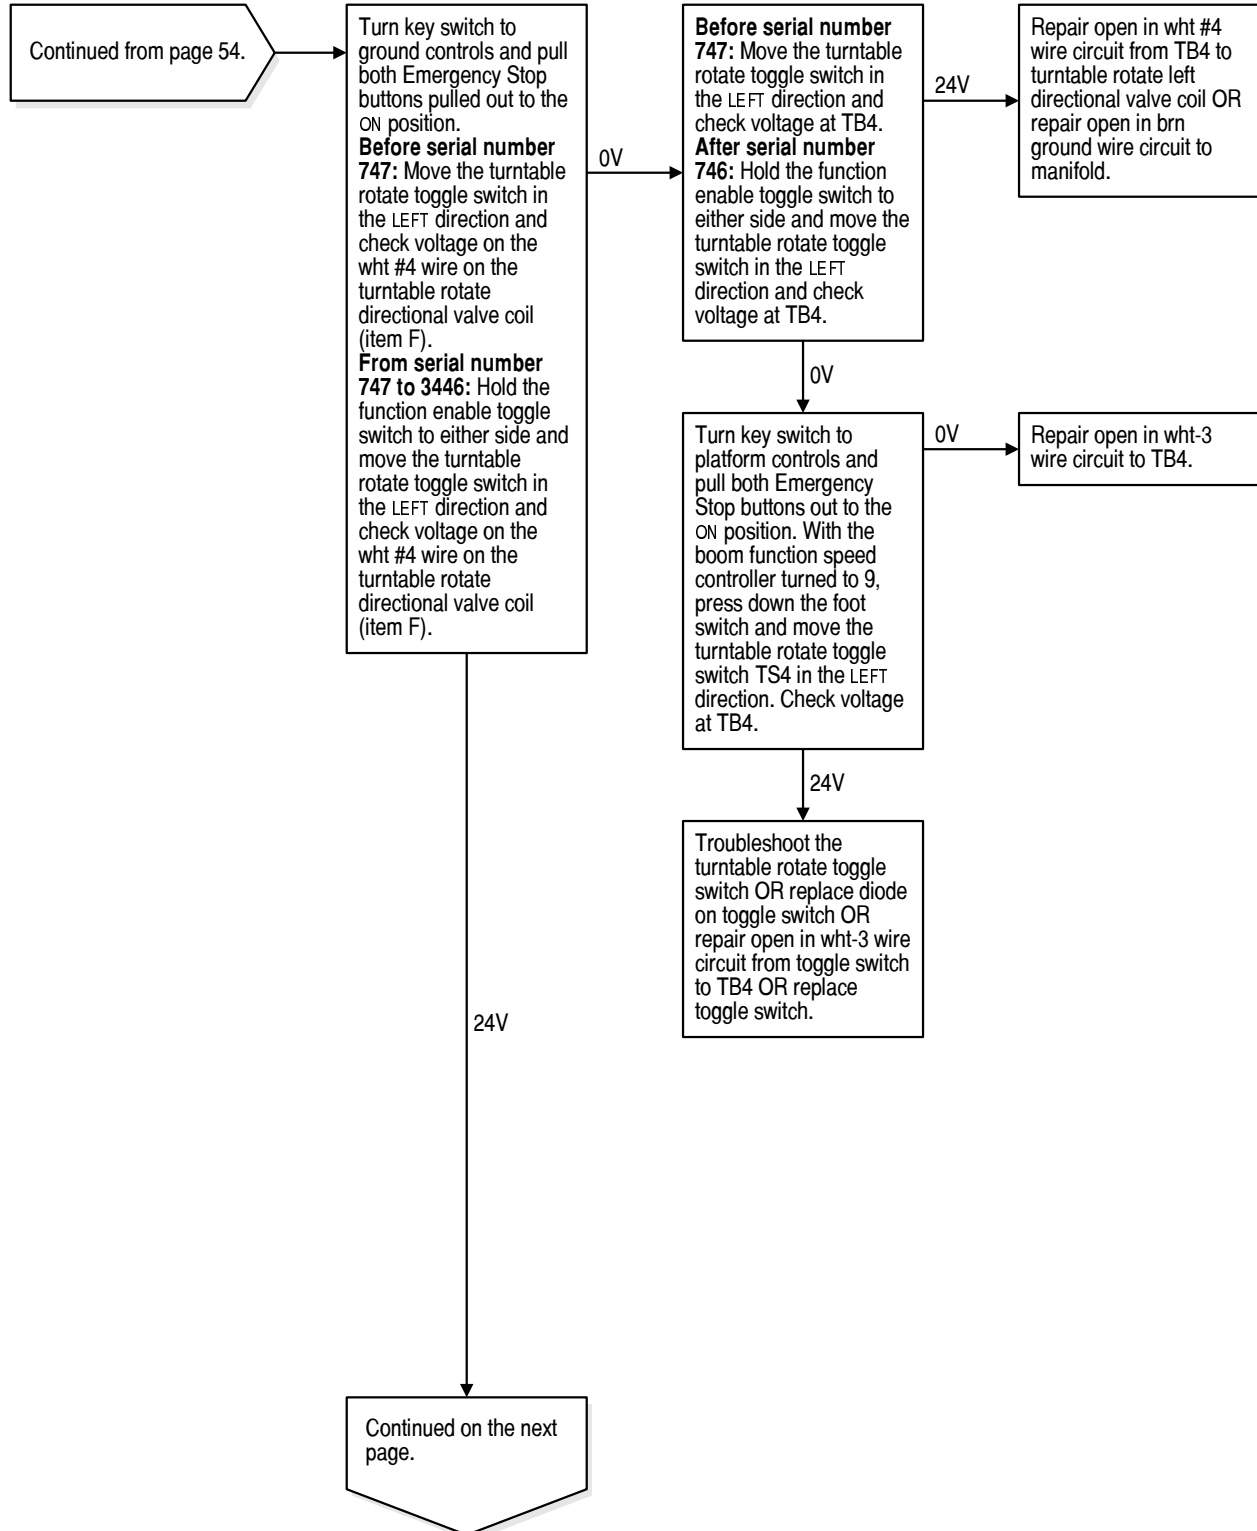 Continued from page 54.
Turn key switch to
ground controls and pull
both Emergency Stop
buttons pulled out to the
ON position.
Before serial number
747: Move the turntable
rotate toggle switch in
the LEFT direction and
check voltage on the
wht #4 wire on the
turntable rotate
directional valve coil
(item F).
From serial number
747 to 3446: Hold the
function enable toggle
switch to either side and
move the turntable
rotate toggle switch in
the LEFT direction and
check voltage on the
wht #4 wire on the
turntable rotate
directional valve coil
(item F).
0V
Before serial number
747: Move the turntable
rotate toggle switch in
the LEFT direction and
check voltage at TB4.
After serial number
746: Hold the function
enable toggle switch to
either side and move the
turntable rotate toggle
switch in the LEFT
direction and check
voltage at TB4.
24V
Repair open in wht #4
wire circuit from TB4 to
turntable rotate left
directional valve coil OR
repair open in brn
ground wire circuit to
manifold.
0V
Turn key switch to
platform controls and
pull both Emergency
Stop buttons out to the
ON position. With the
boom function speed
controller turned to 9,
press down the foot
switch and move the
turntable rotate toggle
switch TS4 in the LEFT
direction. Check voltage
at TB4.
0V
Repair open in wht-3
wire circuit to TB4.
24V
Troubleshoot the
turntable rotate toggle
switch OR replace diode
on toggle switch OR
repair open in wht-3 wire
circuit from toggle switch
to TB4 OR replace
toggle switch.
24V
Continued on the next
page.